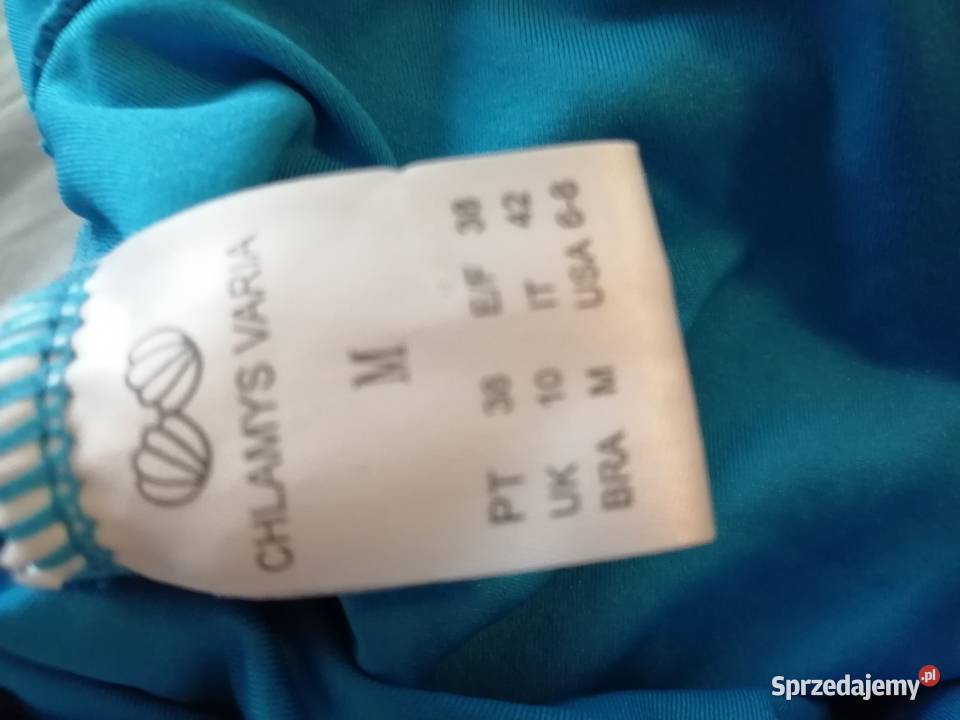 CHLAMYS VARIA
M
PT 38 E/F 38
UK 10 IT 42
BRA M USA 6-8
Sprzedajemy.pl